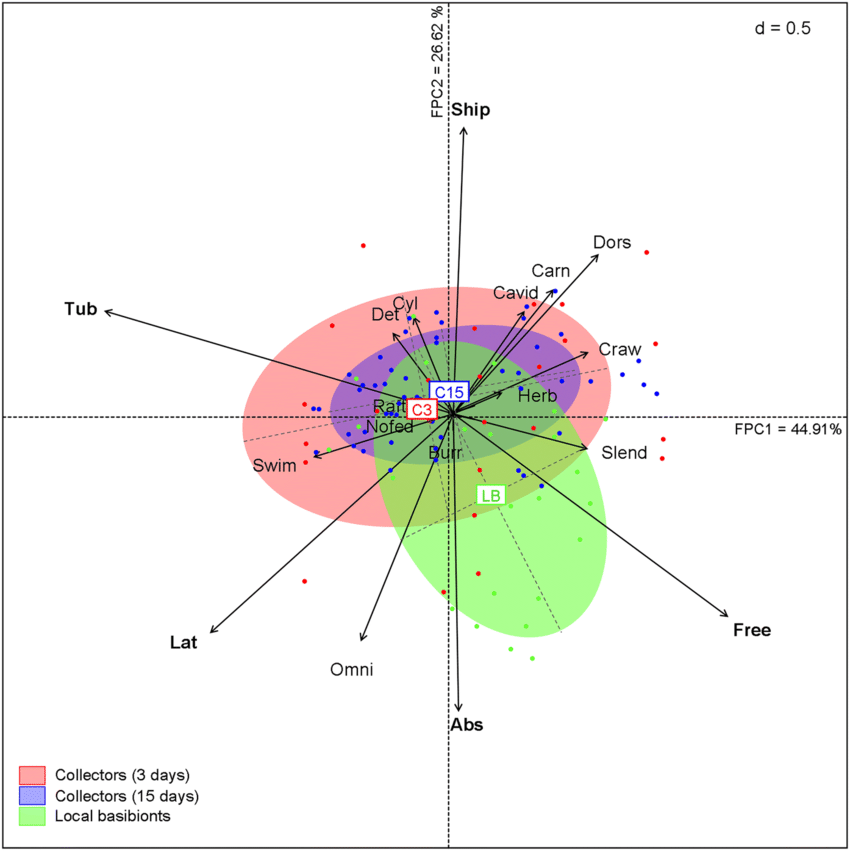 d = 0.5
FPC2 = 26.62 %
Ship
Dors
Carn
Cavid
Tub
Cyl
Det
Craw
C15
Herb
Raft
C3
Nofed
FPC1 = 44.91%
Burr
Slend
Swim
LB
Free
Lat
Omni
Abs
Collectors (3 days)
Collectors (15 days)
Local basibionts